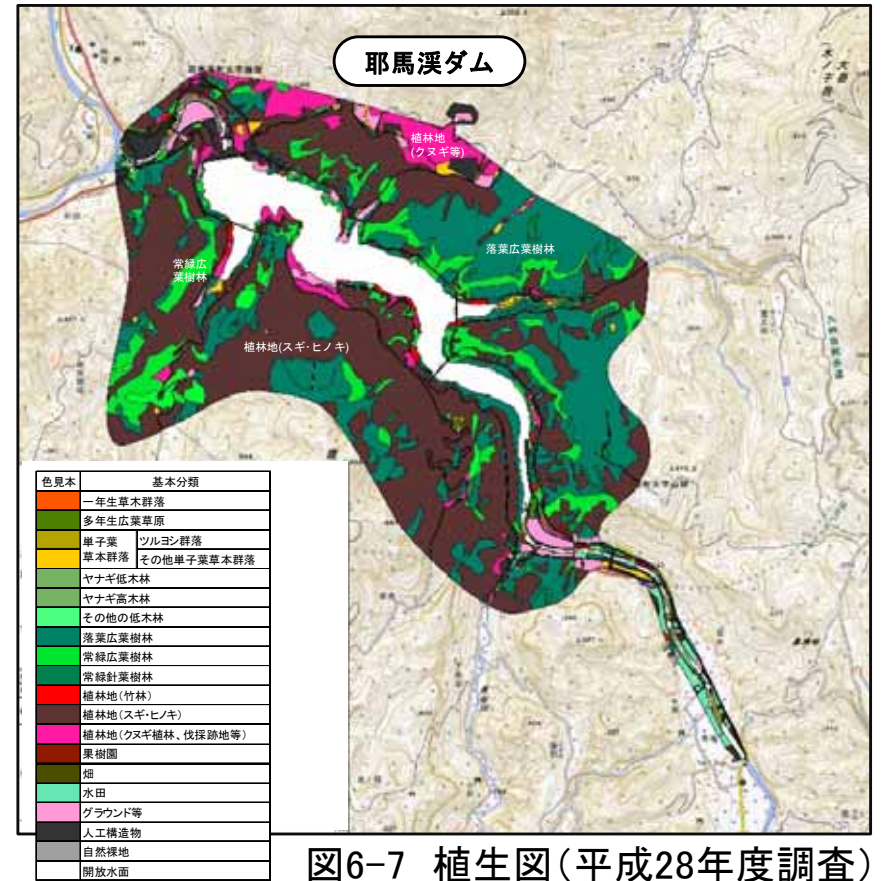 耶馬渓ダム
植林地
(クヌギ等)
落葉広葉樹林
常緑広
葉樹林
植林地(スギ・ヒノキ)
色見本 基本分類
一年生草木群落
多年生広葉草原
単子葉 ツルヨシ群落
草本群落 その他単子葉草本群落
ヤナギ低木林
ヤナギ高木林
その他の低木林
落葉広葉樹林
常緑広葉樹林
常緑針葉樹林
植林地(竹林)
植林地(スギ・ヒノキ)
植林地(クヌギ植林、伐採跡地等)
果樹園
畑
水田
グラウンド等
人工構造物
自然裸地
開放水面
図6-7 植生図(平成28年度調査)